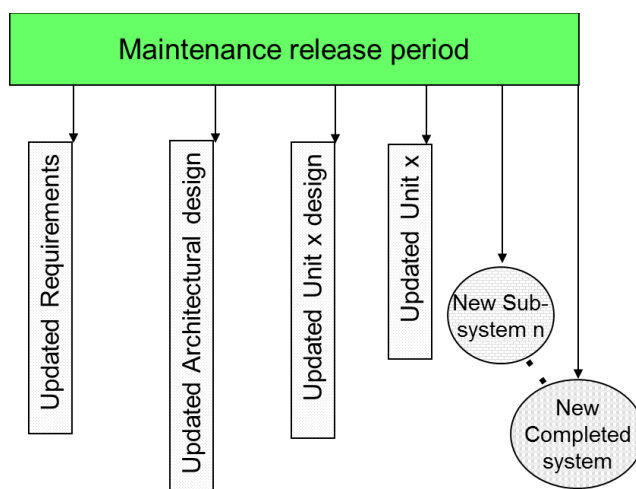 Maintenance release period
Updated Requirements
Updated Architectural design
Updated Unit x design
Updated Unit x
New Sub-
system n
New
Completed
system